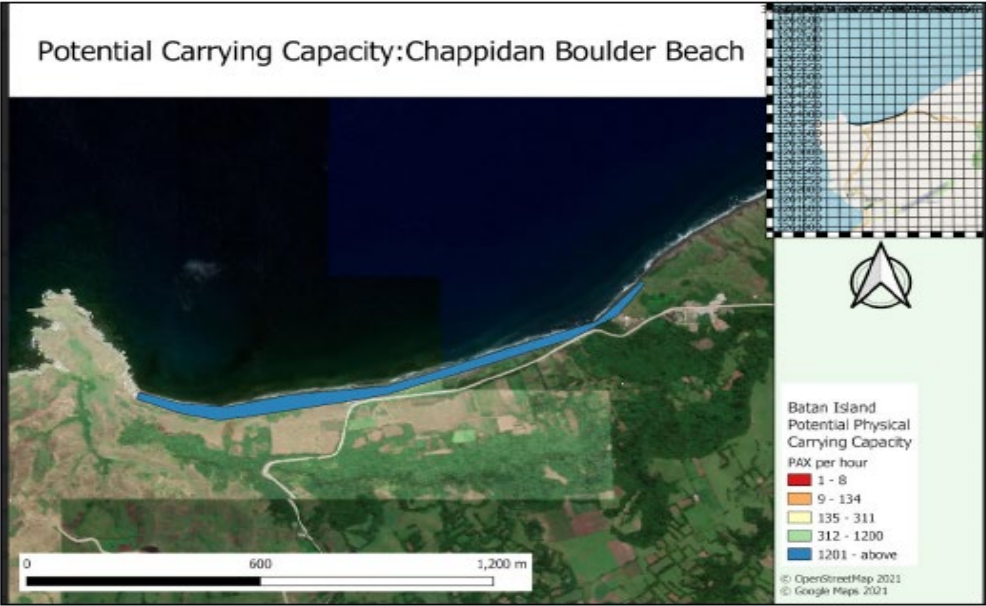 Potential Carrying Capacity:Chappidan Boulder Beach
0 600 1,200 m
Batan Island
Potential Physical
Carrying Capacity
PAX per hour
1 - 8
9 - 134
135 - 311
312 - 1200
1201 - above
© OpenStreetMap 2021
© Google Maps 2021